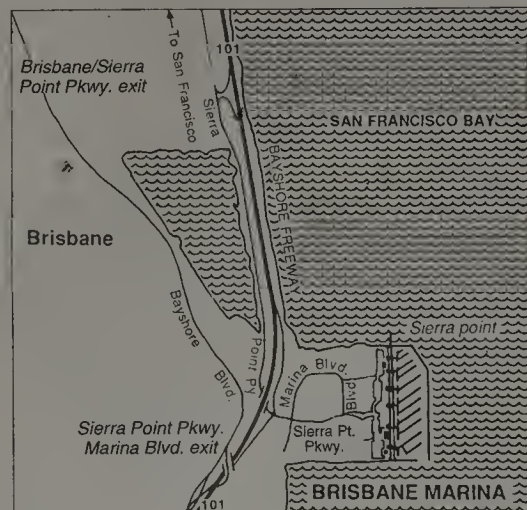 101
To San Francisco
Brisbane/Sierra
Point Pkwy. exit
Sierra
SAN FRANCISCO BAY
BAYSHORE FREEWAY
Brisbane
Bayshore
Blvd.
Sierra point
Point Py
Marina Blvd.
Blvd
Sierra Point Pkwy.
Marina Blvd. exit
Sierra Pt.
Pkwy.
BRISBANE MARINA
101